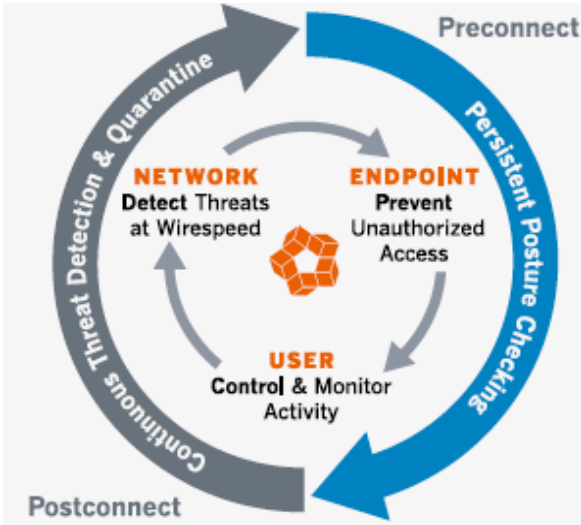 Preconnect
Persistent Posture Checking
Continuous Threat Detection & Quarantine
NETWORK
Detect Threats
at Wirespeed
ENDPOINT
Prevent
Unauthorized
Access
USER
Control & Monitor
Activity
Postconnect